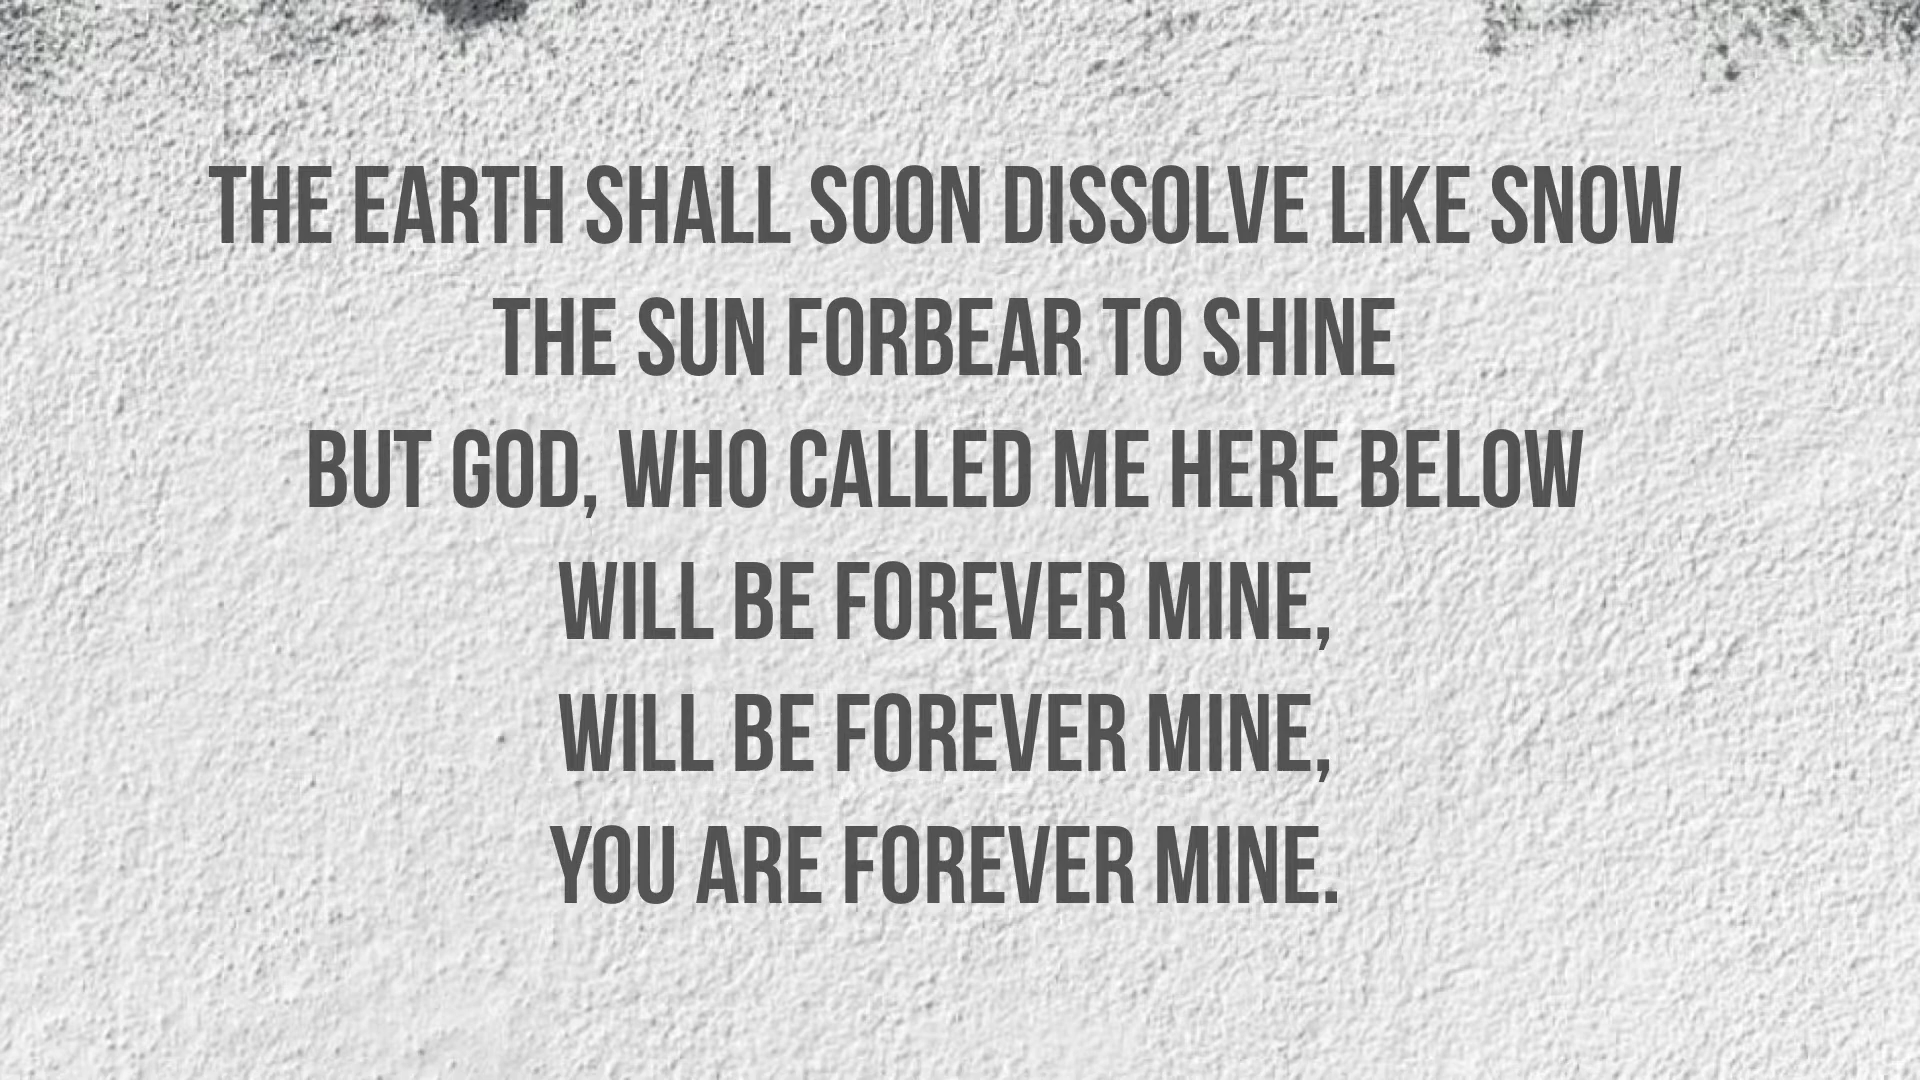 THE EARTH SHALL SOON DISSOLVE LIKE SNOW
THE SUN FORBEAR TO SHINE
BUT GOD, WHO CALLED ME HERE BELOW
WILL BE FOREVER MINE,
WILL BE FOREVER MINE,
YOU ARE FOREVER MINE.